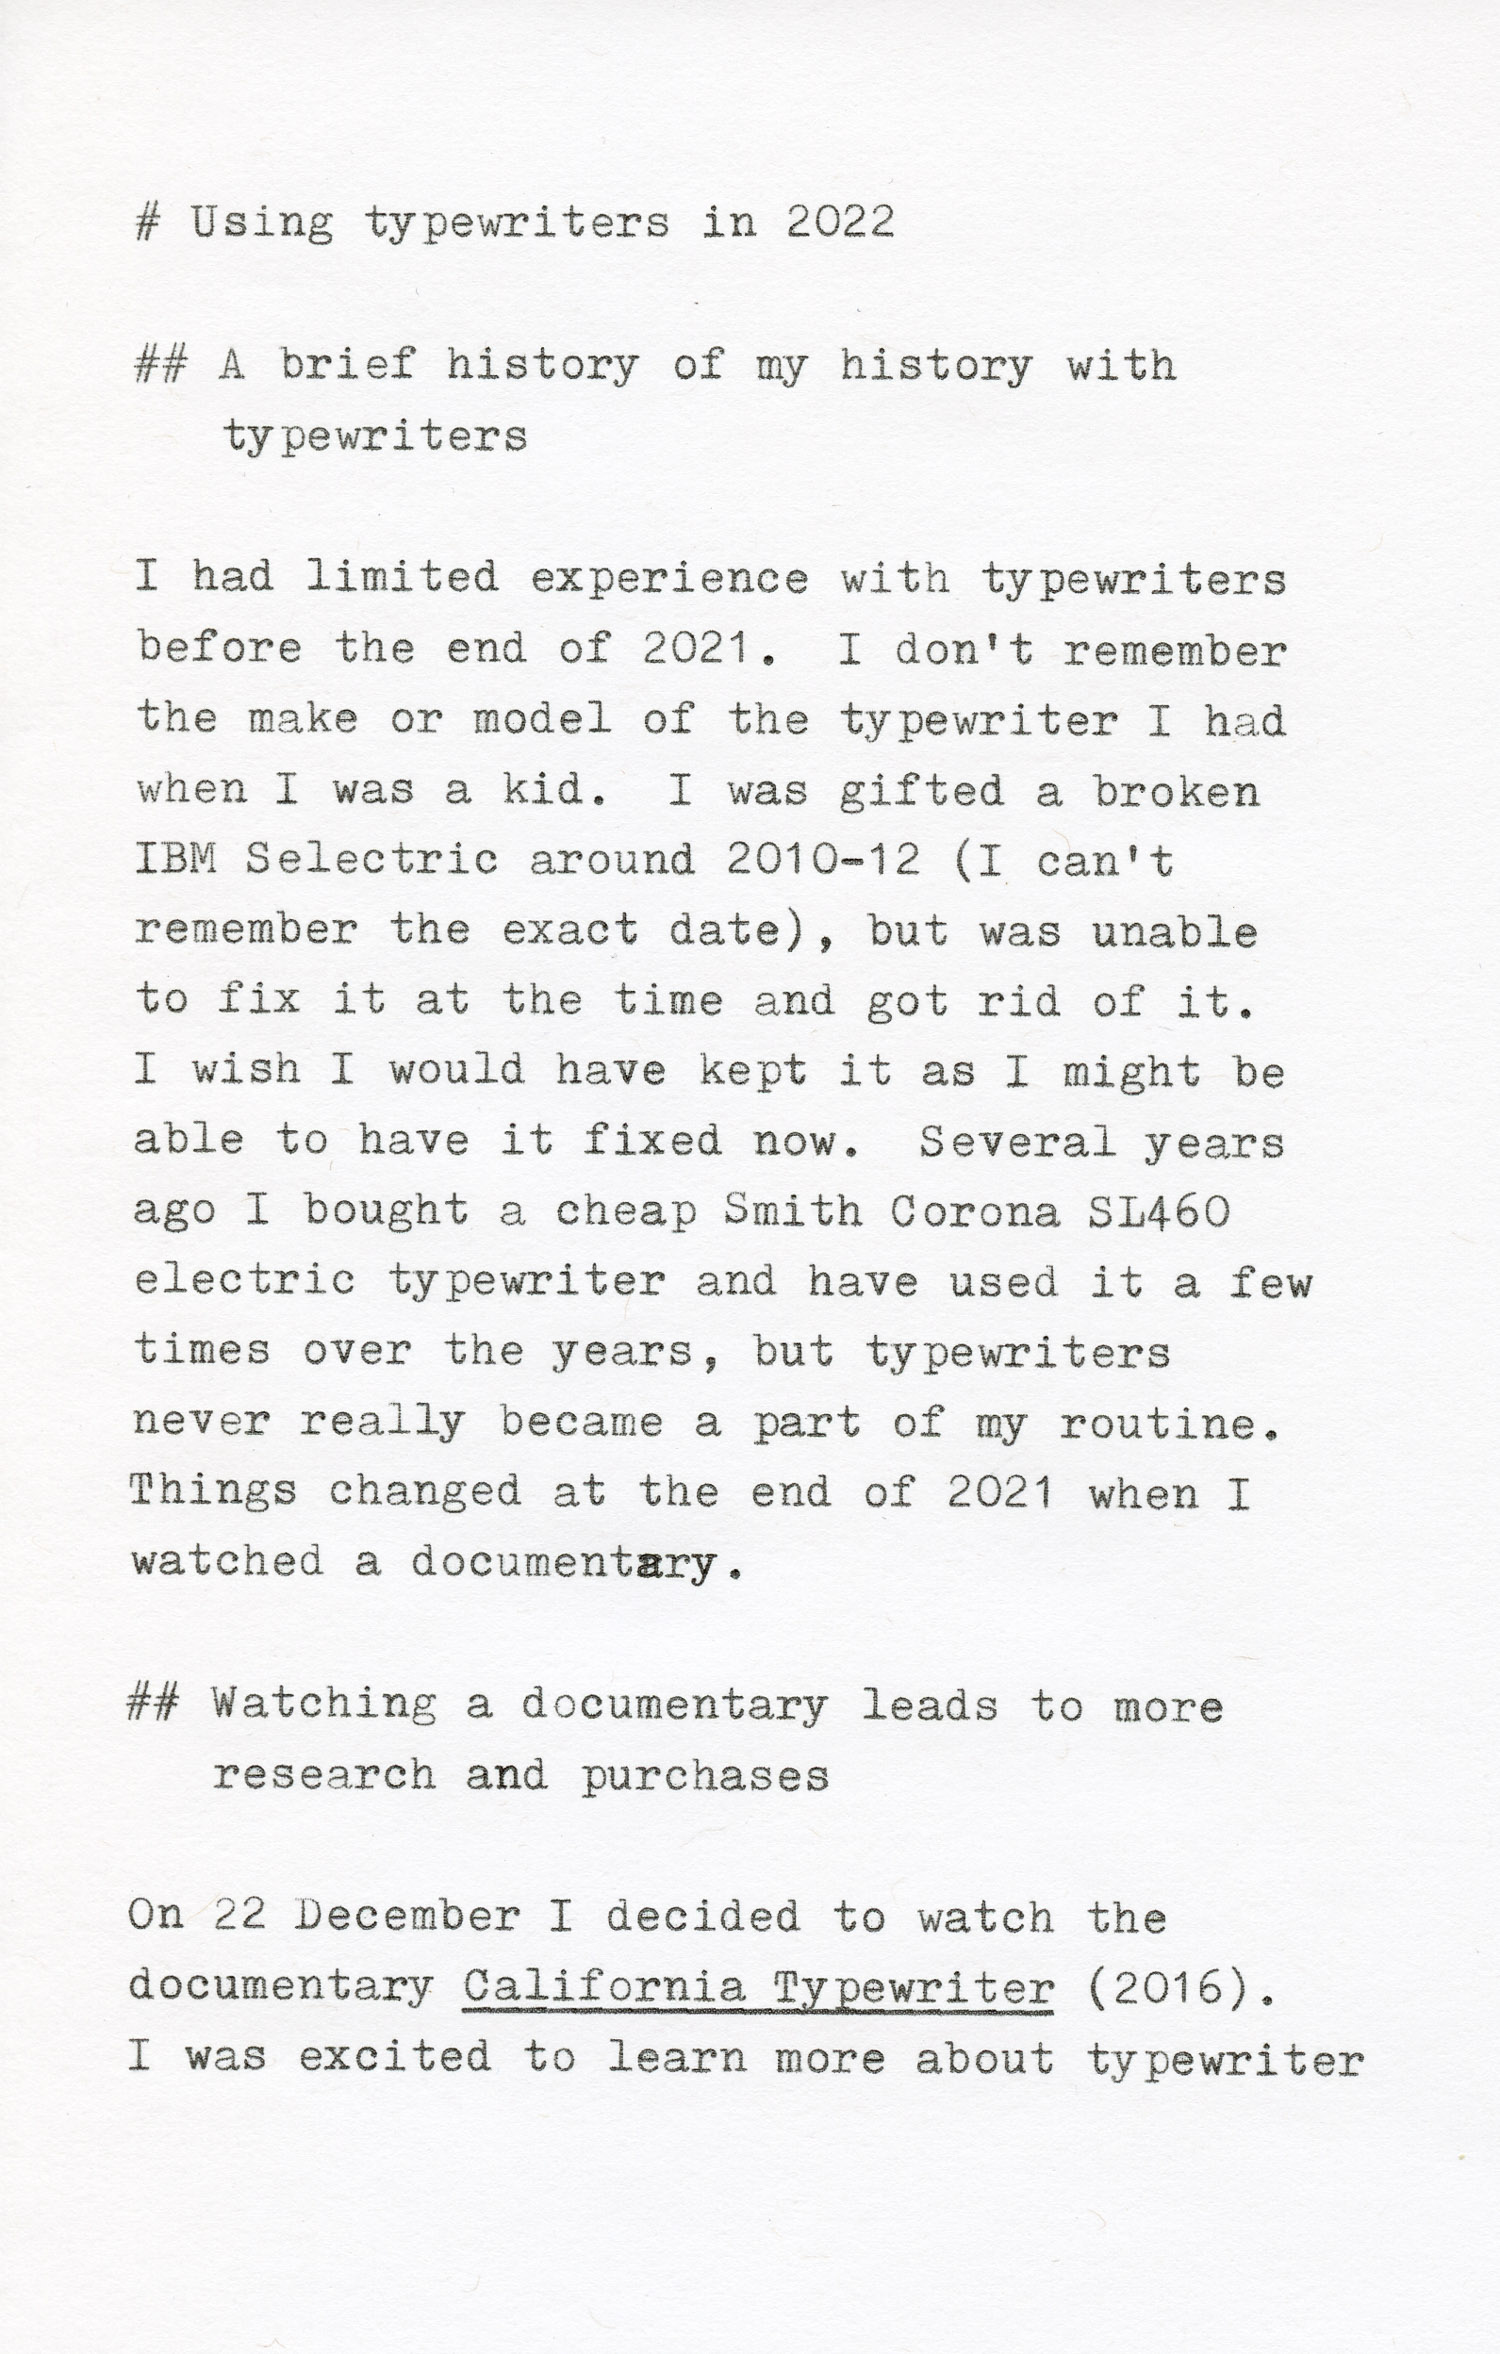 # Using typewriters in 2022
## A brief history of my history with
typewriters
I had limited experience with typewriters
before the end of 2021.  I don't remember
the make or model of the typewriter I had
when I was a kid.  I was gifted a broken
IBM Selectric around 2010-12 (I can't
remember the exact date), but was unable
to fix it at the time and got rid of it.
I wish I would have kept it as I might be
able to have it fixed now.  Several years
ago I bought a cheap Smith Corona SL460
electric typewriter and have used it a few
times over the years, but typewriters
never really became a part of my routine.
Things changed at the end of 2021 when I
watched a documentary.
## Watching a documentary leads to more
research and purchases
On 22 December I decided to watch the
documentary California Typewriter (2016).
I was excited to learn more about typewriter